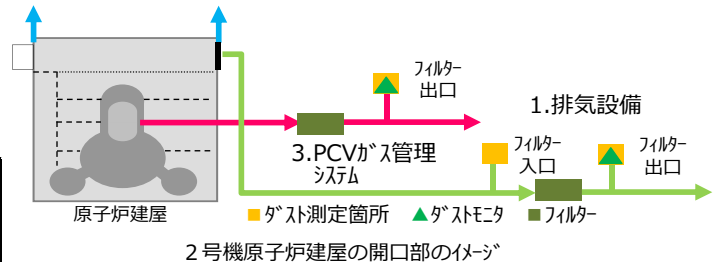 ﾌｨﾙﾀｰ
出口
1.排気設備
3.PCVｶﾞｽ管理
ｼｽﾃﾑ
ﾌｨﾙﾀｰ
入口
ﾌｨﾙﾀｰ
出口
原子炉建屋
■ﾀﾞｽﾄ測定箇所 ▲ﾀﾞｽﾄﾓﾆﾀ ■ﾌｨﾙﾀｰ
２号機原子炉建屋の開口部のｲﾒｰｼﾞ